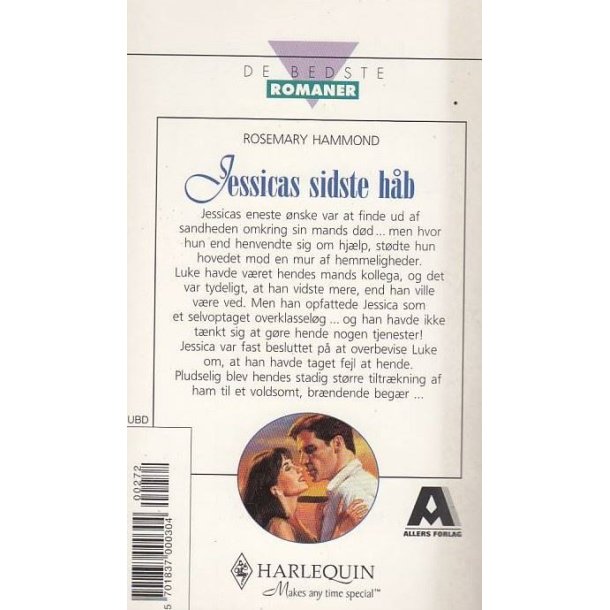 DE BEDSTE
ROMANER
ROSEMARY HAMMOND
Jessicas sidste håb
Jessicas eneste ønske var at finde ud af
sandheden omkring sin mands død ... men hvor
hun end henvendte sig om hjælp, stødte hun
hovedet mod en mur af hemmeligheder.
Luke havde været hendes mands kollega, og det
var tydeligt, at han vidste mere, end han ville
være ved. Men han opfattede Jessica som
et selvoptaget overklasseløg ... og han havde ikke
tænkt sig at gøre hende nogen tjenester!
Jessica var fast besluttet på at overbevise Luke
om, at han havde taget fejl at hende.
Pludselig blev hendes stadig større tiltrækning af
ham til et voldsomt, brændende begær ...
UBD
00272
5 701837 000304
A
ALLERS FORLAG
HARLEQUIN
Makes any time special™